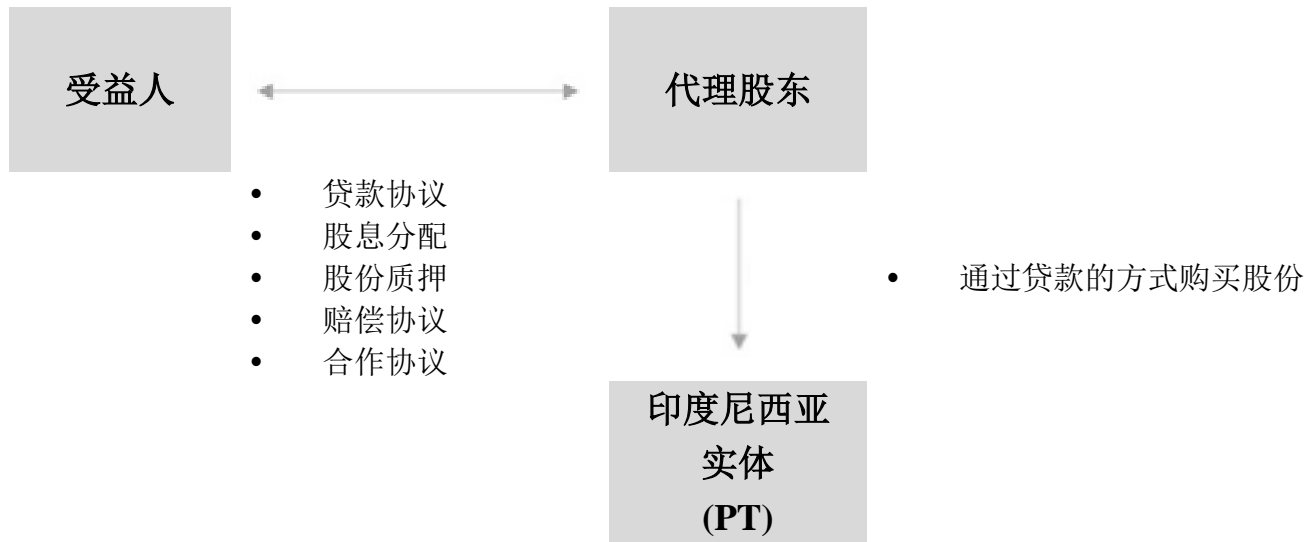 受益人
代理股东
• 贷款协议
• 股息分配
• 股份质押
• 赔偿协议
• 合作协议
• 通过贷款的方式购买股份
印度尼西亚
实体
(PT)